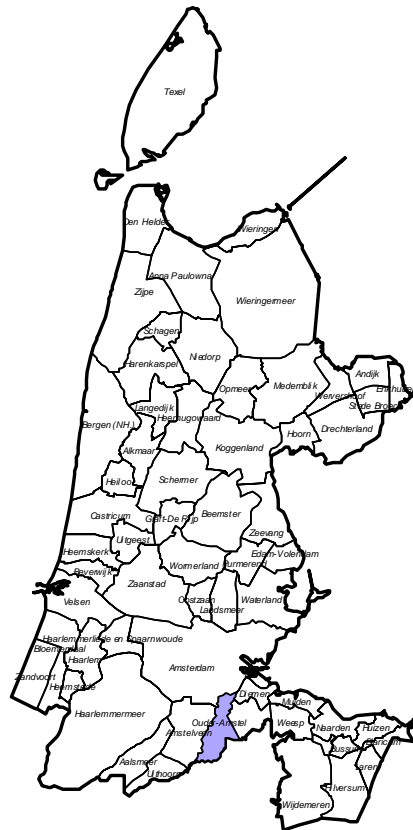 Texel
Den Helder
Wieringen
Anna Paulowna
Zijpe
Wieringermeer
Schagen
Niedorp
Harenkarspel
Andijk
Opmeer
Medemblik
Enkhuizen
Wervershoof
Stede Broec
Langedijk
Heerhugowaard
Bergen (NH.)
Drechterland
Hoorn
Alkmaar
Koggenland
Heiloo
Schermer
Graft-De Rijp
Beemster
Castricum
Uitgeest
Zeevang
Heemskerk
Edam-Volendam
Wormerland
Purmerend
Beverwijk
Zaanstad
Velsen
Oostzaan
Landsmeer
Waterland
Haarlemmerliede en Spaarnwoude
Bloemendaal
Haarlem
Amsterdam
Zandvoort
Heemstede
Diemen
Muiden
Haarlemmermeer
Ouder-Amstel
Weesp
Naarden
Huizen
Amstelveen
Bussum
Blaricum
Aalsmeer
Laren
Uithoorn
Hilversum
Wijdemeren